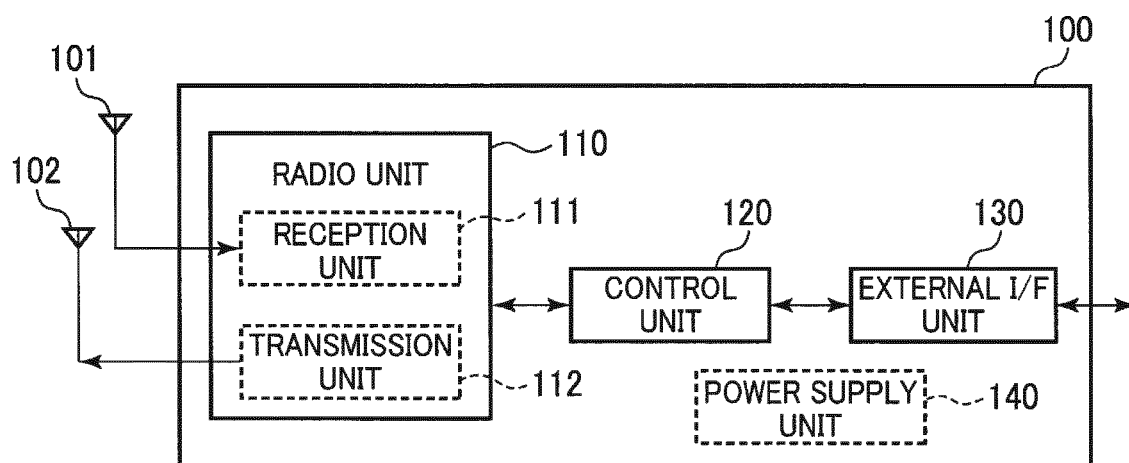 100
101
110
RADIO UNIT
102
111
RECEPTION
UNIT
120
130
CONTROL
UNIT
EXTERNAL I/F
UNIT
TRANSMISSION
UNIT
112
POWER SUPPLY
UNIT
140